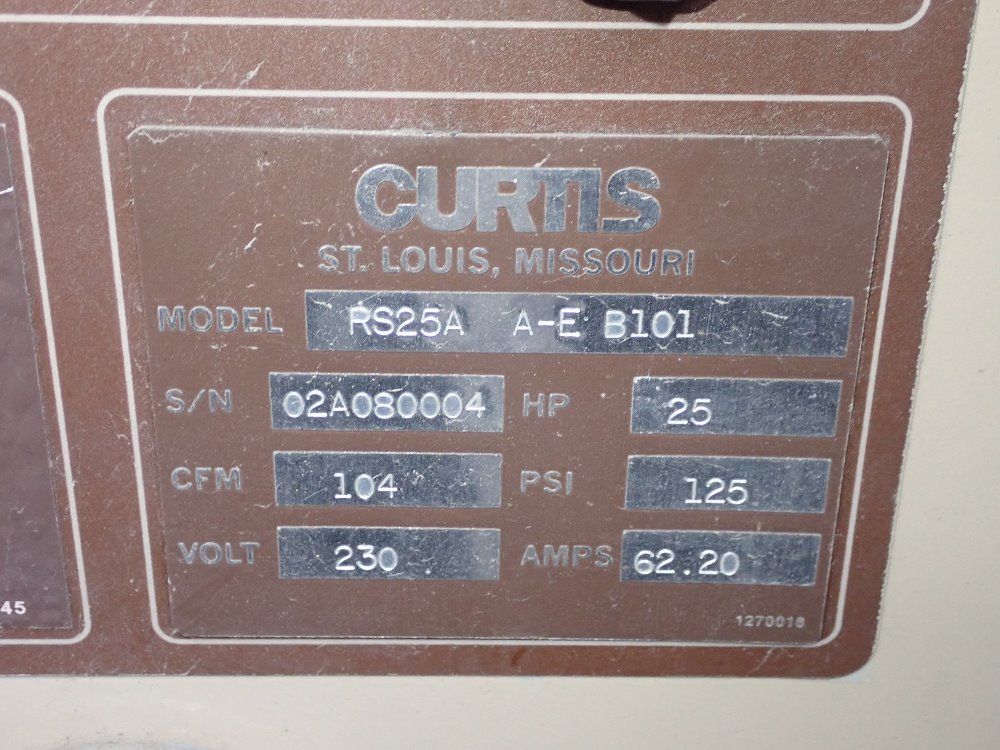 CURTIS
ST. LOUIS, MISSOURI
MODEL RS25A A-E B101
S/N 02A080004 HP 25
CFM 104 PSI 125
VOLT 230 AMPS 62.20
45